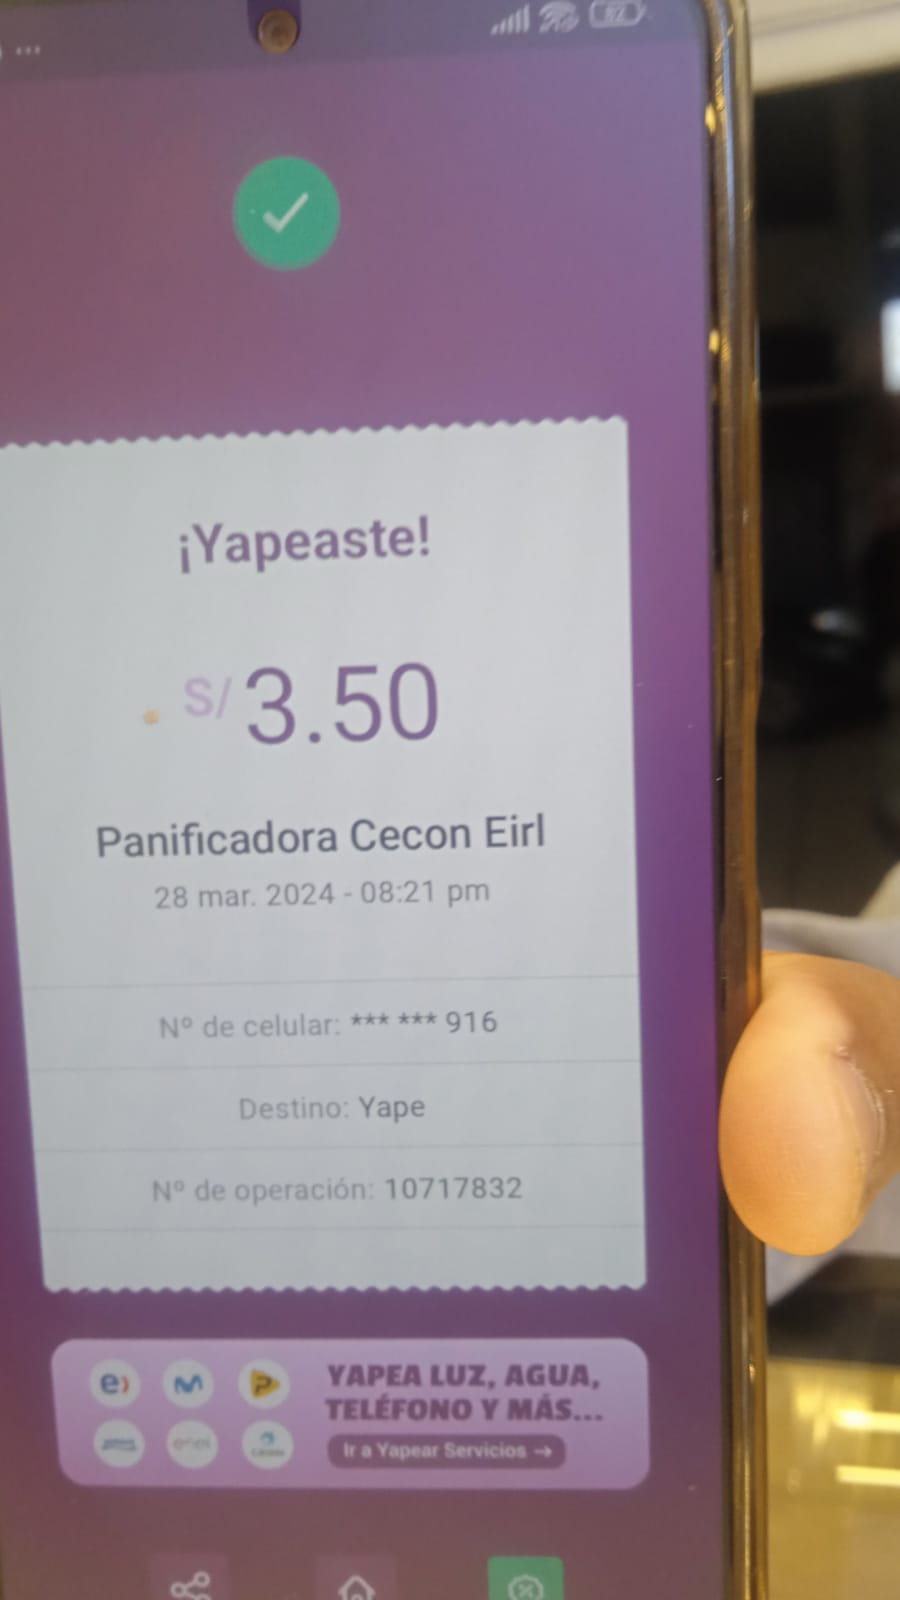 82
¡Yapeaste!
S/ 3.50
Panificadora Cecon Eirl
28 mar. 2024 - 08:21 pm
Nº de celular: *** *** 916
Destino: Yape
Nº de operación: 10717832
YAPEA LUZ, AGUA,
TELÉFONO Y MÁS...
Ir a Yapear Servicios →